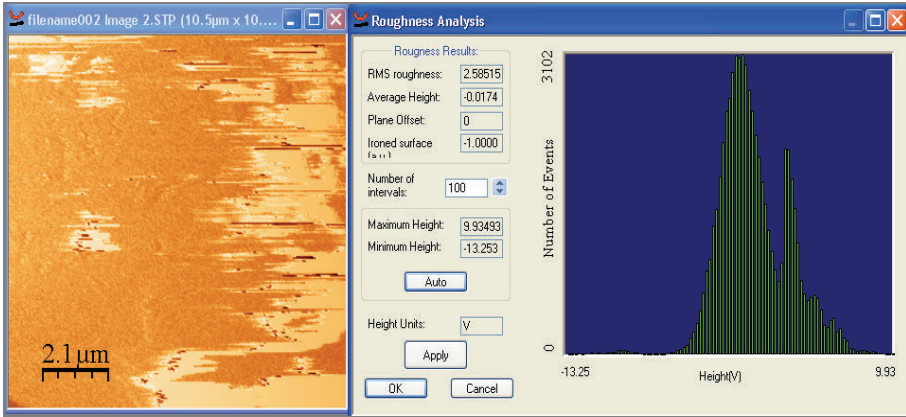 filename002 Image 2.STP (10.5µm x 10....
2.1µm
Roughness Analysis
Rougness Results:
RMS roughness: 2.58515
Average Height: -0.0174
Plane Offset: 0
Ironed surface -1.0000
Number of
intervals: 100
Maximum Height: 9.93493
Minimum Height: -13.253
Auto
Height Units: V
Apply
OK Cancel
3102
Number of Events
0
-13.25 Height(V) 9.93